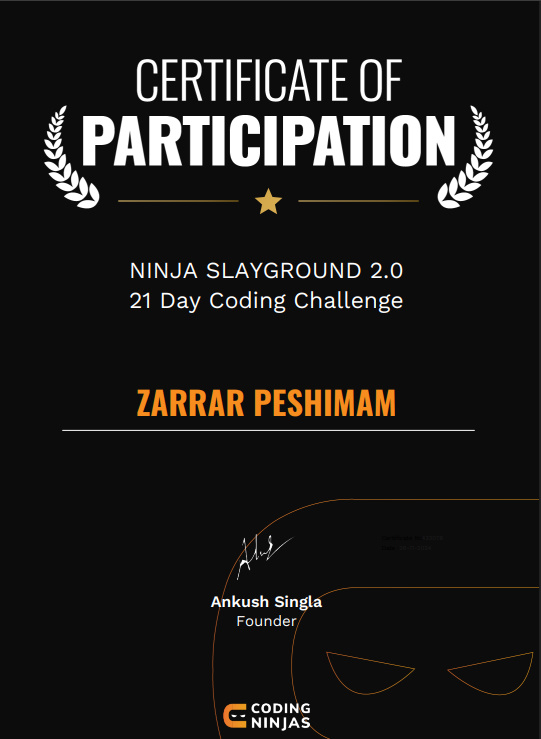 CERTIFICATE OF
PARTICIPATION
NINJA SLAYGROUND 2.0
21 Day Coding Challenge
ZARRAR PESHIMAM
Ankush Singla
Founder
CODING
NINJAS